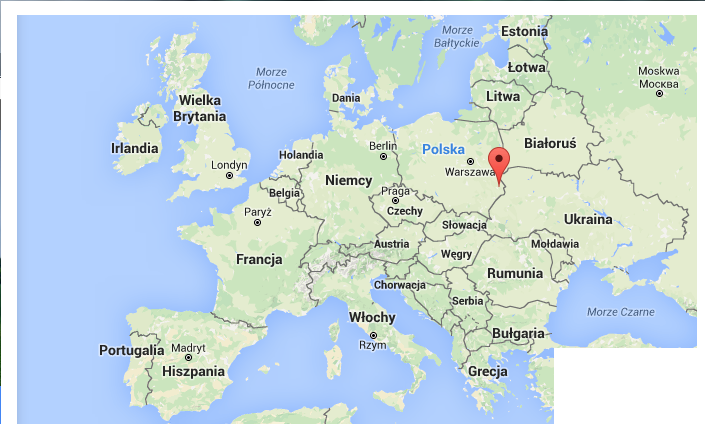 Estonia
Morze
Bałtyckie
Łotwa
Morze
Północne
Moskwa
Москва
Dania
Litwa
Wielka
Brytania
Irlandia
Białoruś
Berlin
Polska
Holandia
Londyn
Warszawa
Niemcy
Belgia
Praga
Czechy
Paryż
Ukraina
Słowacja
Austria
Mołdawia
Węgry
Francja
Rumunia
Chorwacja
Serbia
Morze Czarne
Włochy
Bułgaria
Rzym
Portugalia
Madryt
Hiszpania
Grecja